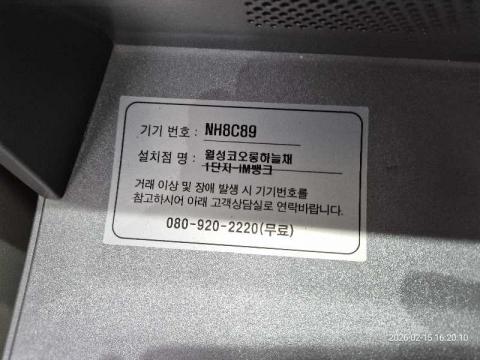 기기 번호 : NH8C89
설치점 명 : 월성코오롱하늘채
1단지-iM뱅크
거래 이상 및 장애 발생 시 기기번호를
참고하시어 아래 고객상담실로 연락바랍니다.
080-920-2220(무료)
2026-02-15 16:20:10